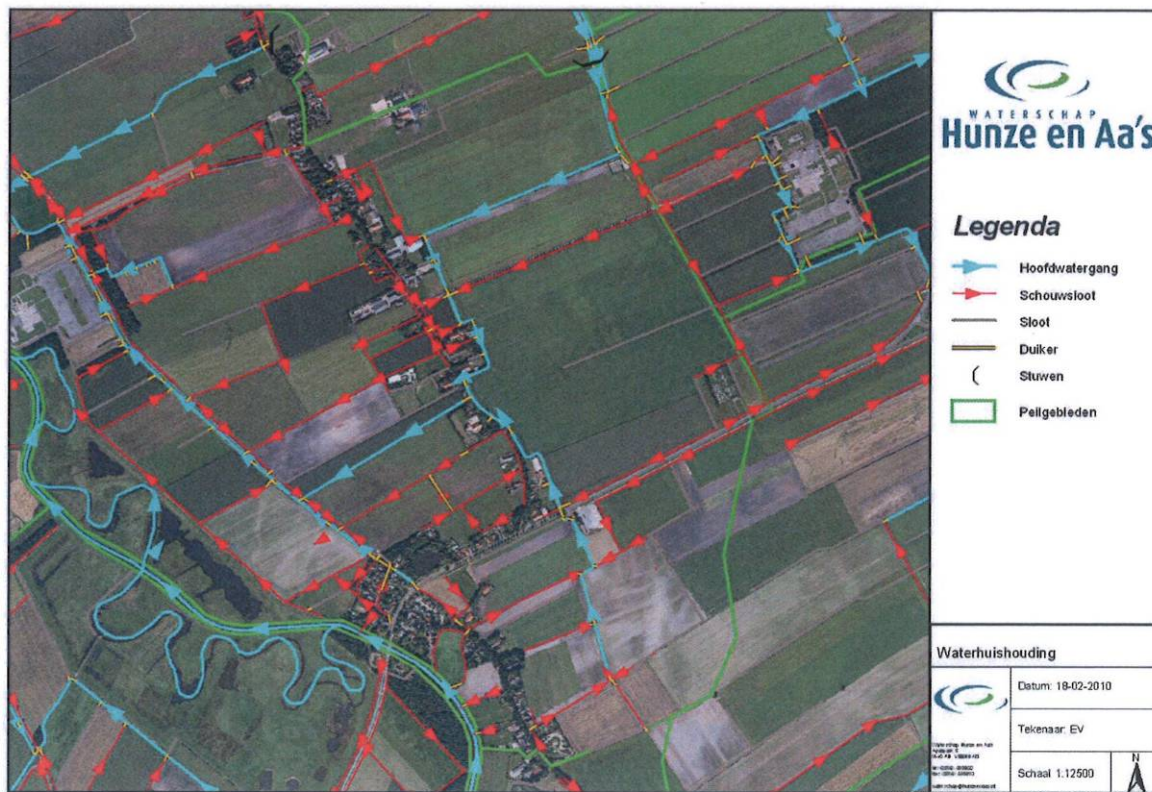 WATERSCHAP
Hunze en Aa's
Legenda
Hoofdwatergang
Schouwsloot
Sloot
Duiker
Stuwen
Peilgebieden
Waterhuishouding
Datum: 18-02-2010
Tekenaar: EV
Schaal 1:12500
N